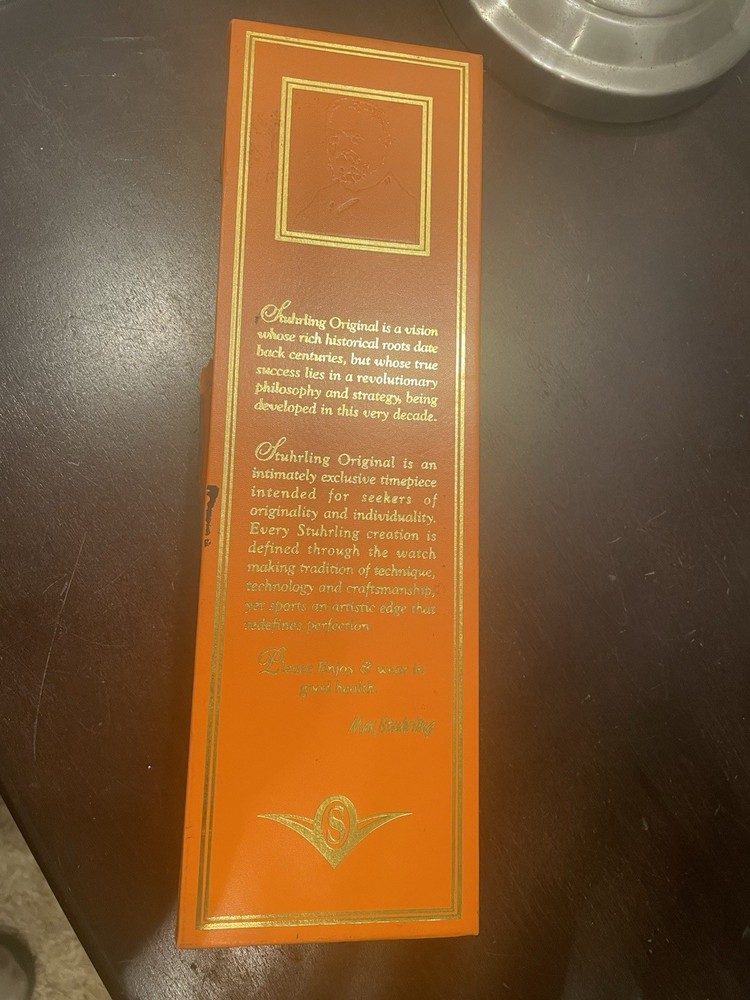 Stuhrling Original is a vision
whose rich historical roots date
back centuries, but whose true
success lies in a revolutionary
philosophy and strategy, being
developed in this very decade.
Stuhrling Original is an
intimately exclusive timepiece
intended for seekers of
originality and individuality.
Every Stuhrling creation is
defined through the watch
making tradition of technique,
technology and craftsmanship,
yet sports an artistic edge that
redefines perfection
Please Enjoy & wear in
good health.
Stuhrling
S